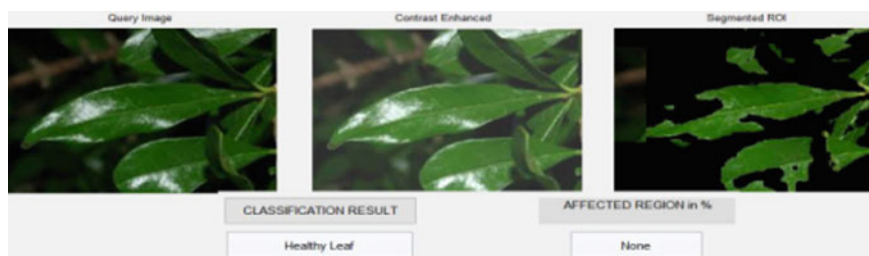 Query Image
Contrast Enhanced
Segmented ROI
CLASSIFICATION RESULT
AFFECTED REGION in %
Healthy Leaf
None